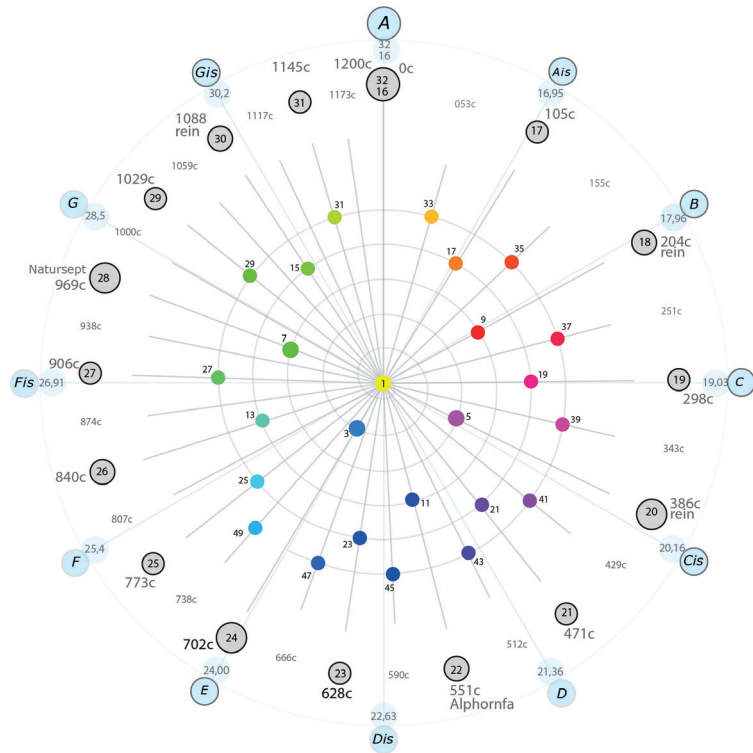 A
32
16
1200c
32
16
0c
Gis
30,2
1145c
31
1173c
1117c
1088
rein
30
1059c
1029c
29
G
28,5
1000c
Natursept
969c
28
938c
906c
27
Fis
26,91
874c
840c
26
807c
F
25,4
25
773c
738c
702c
24
24,00
E
666c
23
628c
590c
22,63
Dis
22
551c
Alphornfa
512c
21,36
D
21
471c
429c
20,16
Cis
20
386c
rein
343c
19
298c
19,03
C
251c
18
204c
rein
17,96
B
155c
17
105c
16,95
Ais
053c
31
33
29
15
17
35
7
9
37
27
1
19
13
3
5
39
25
11
21
41
49
23
43
47
45